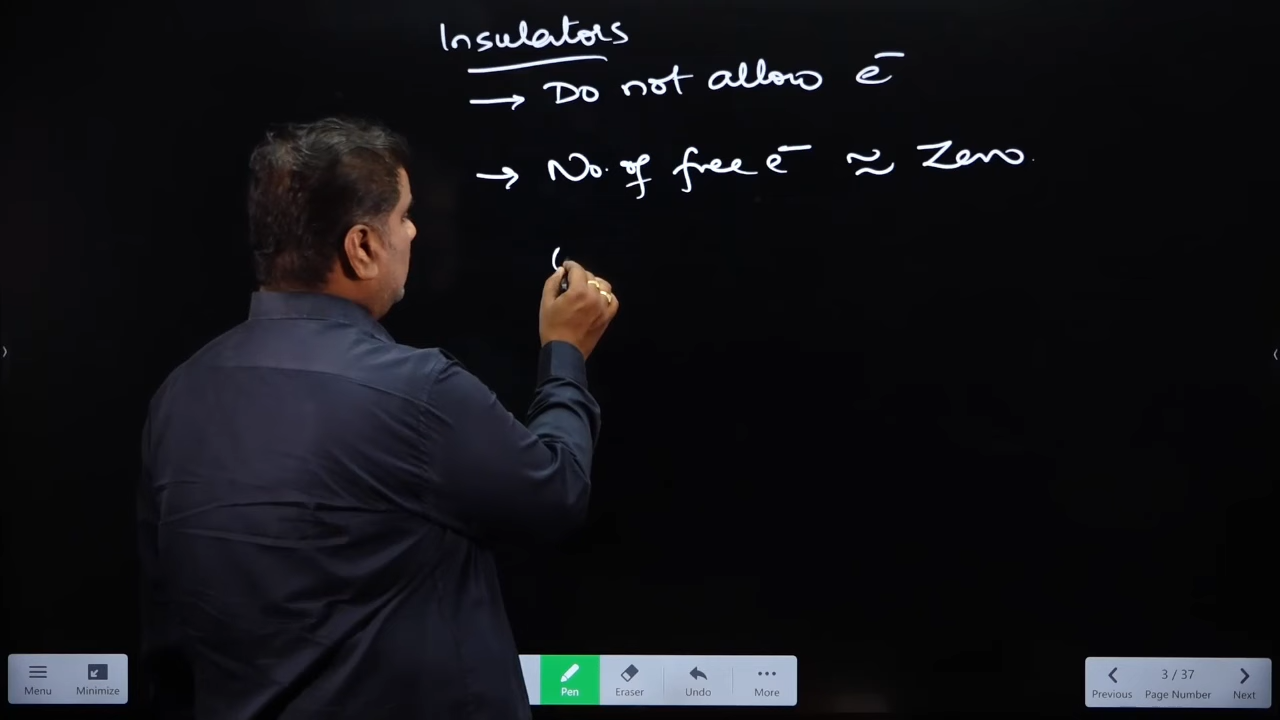 Insulators
→ Do not allow e⁻
→ No. of free e⁻ ≈ Zero.
(
Menu
Minimize
Pen
Eraser
Undo
More
3 / 37
Previous
Page Number
Next